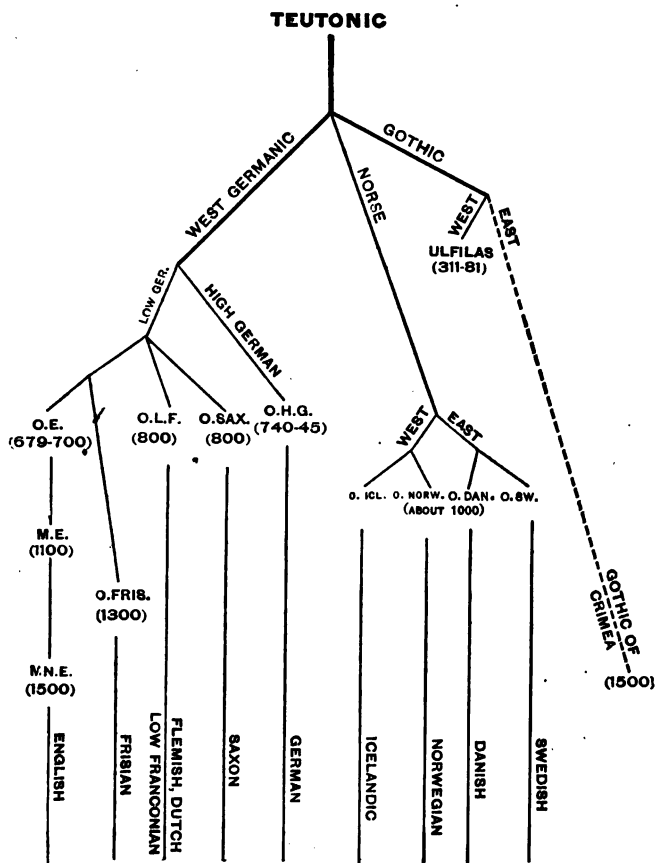 TEUTONIC
WEST GERMANIC
NORSE
GOTHIC
WEST
EAST
ULFILAS
(311-81)
LOW GER.
HIGH GERMAN
O.E.
(679-700)
O.L.F.
(800)
O.SAX.
(800)
O.H.G.
(740-45)
WEST
EAST
O. ICL.
O. NORW.
O. DAN.
O. SW.
(ABOUT 1000)
M.E.
(1100)
O.FRIS.
(1300)
GOTHIC OF
CRIMEA
(1500)
M.N.E.
(1500)
ENGLISH
FRISIAN
FLEMISH, DUTCH
LOW FRANCONIAN
SAXON
GERMAN
ICELANDIC
NORWEGIAN
DANISH
SWEDISH